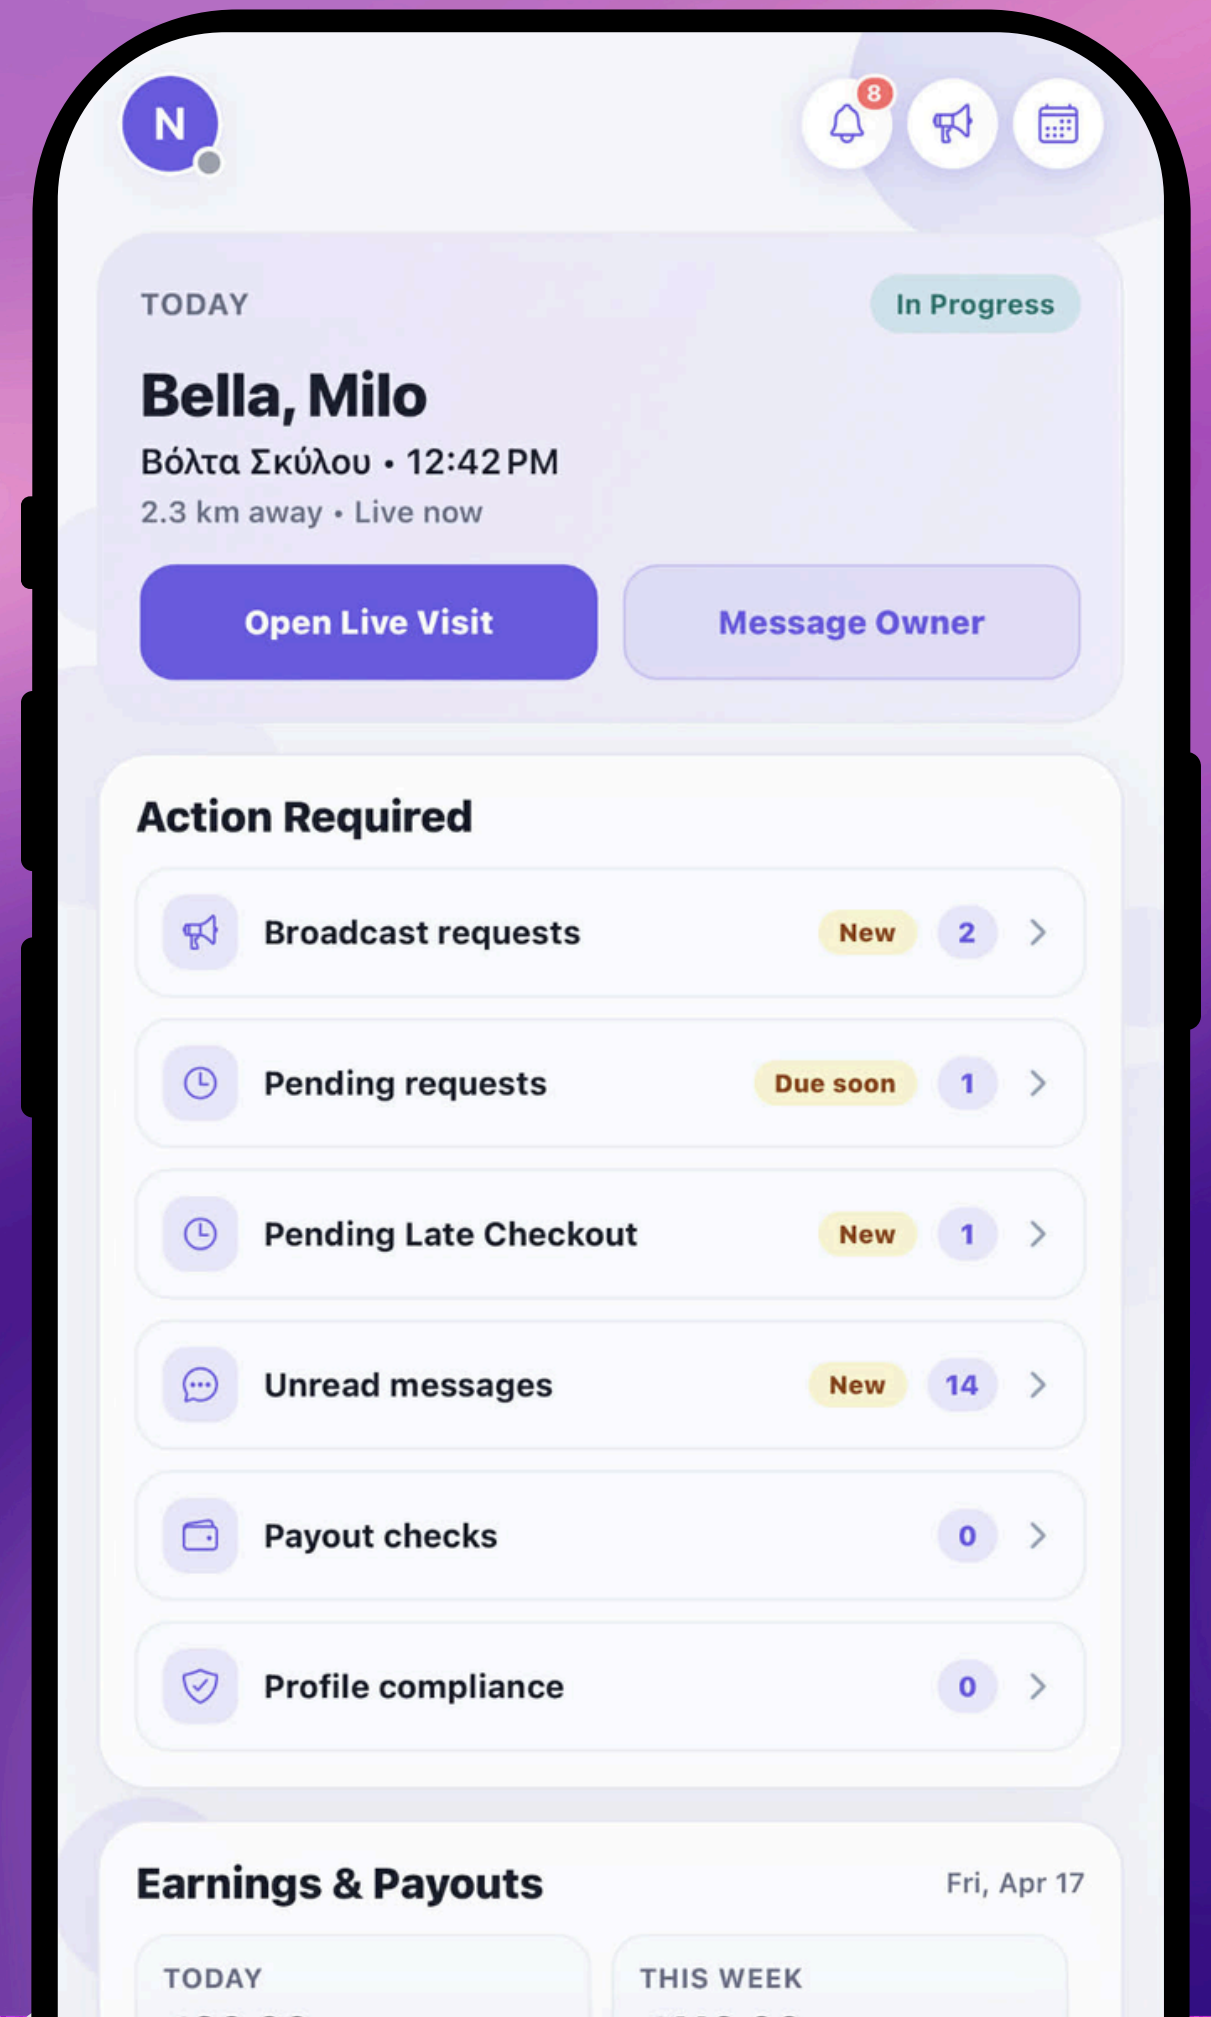 N
8
TODAY
In Progress
Bella, Milo
Βόλτα Σκύλου • 12:42 PM
2.3 km away • Live now
Open Live Visit
Message Owner
Action Required
Broadcast requests New 2
Pending requests Due soon 1
Pending Late Checkout New 1
Unread messages New 14
Payout checks 0
Profile compliance 0
Earnings & Payouts
Fri, Apr 17
TODAY
THIS WEEK